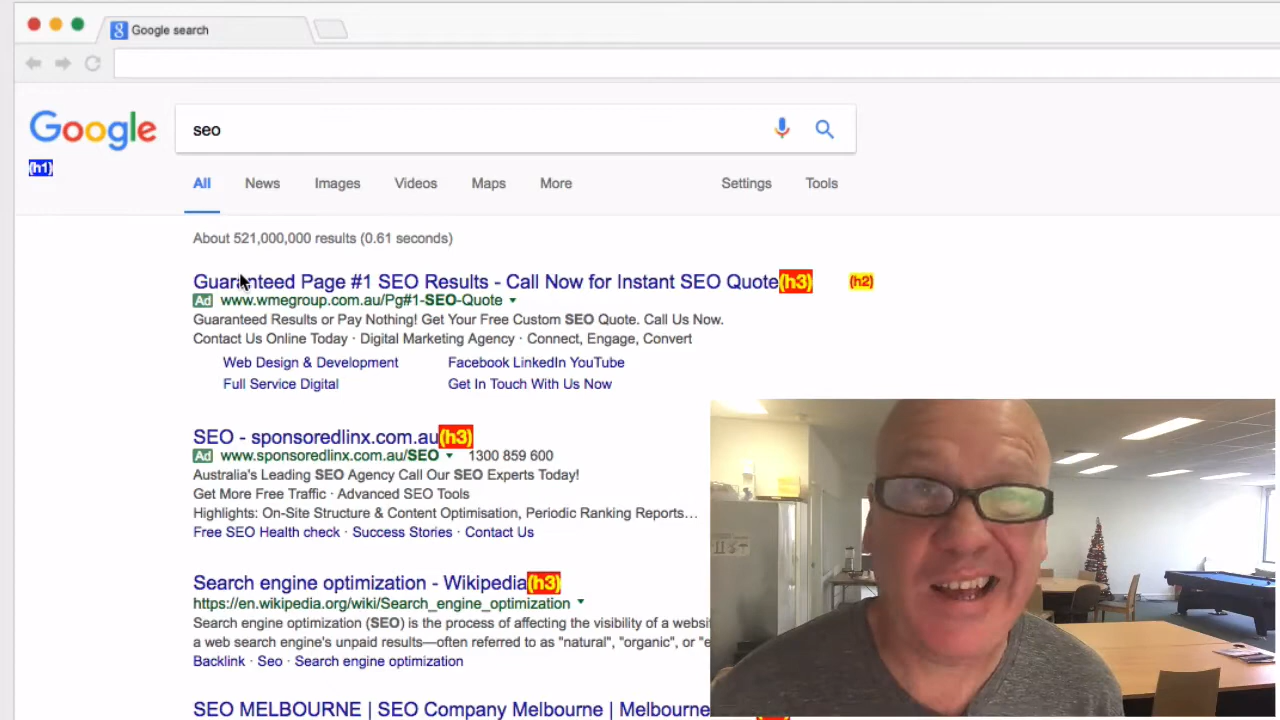 Google search
Google
seo
(h1)
All News Images Videos Maps More Settings Tools
About 521,000,000 results (0.61 seconds)
Guaranteed Page #1 SEO Results - Call Now for Instant SEO Quote(h3) (h2)
Ad www.wmegroup.com.au/Pg#1-SEO-Quote
Guaranteed Results or Pay Nothing! Get Your Free Custom SEO Quote. Call Us Now.
Contact Us Online Today · Digital Marketing Agency · Connect, Engage, Convert
Web Design & Development Facebook LinkedIn YouTube
Full Service Digital Get In Touch With Us Now
SEO - sponsoredlinx.com.au(h3)
Ad www.sponsoredlinx.com.au/SEO 1300 859 600
Australia's Leading SEO Agency Call Our SEO Experts Today!
Get More Free Traffic · Advanced SEO Tools
Highlights: On-Site Structure & Content Optimisation, Periodic Ranking Reports…
Free SEO Health check · Success Stories · Contact Us
Search engine optimization - Wikipedia(h3)
https://en.wikipedia.org/wiki/Search_engine_optimization
Search engine optimization (SEO) is the process of affecting the visibility of a
a web search engine's unpaid results—often referred to as "natural", "organic", or
Backlink · Seo · Search engine optimization
SEO MELBOURNE | SEO Company Melbourne | Melbourne